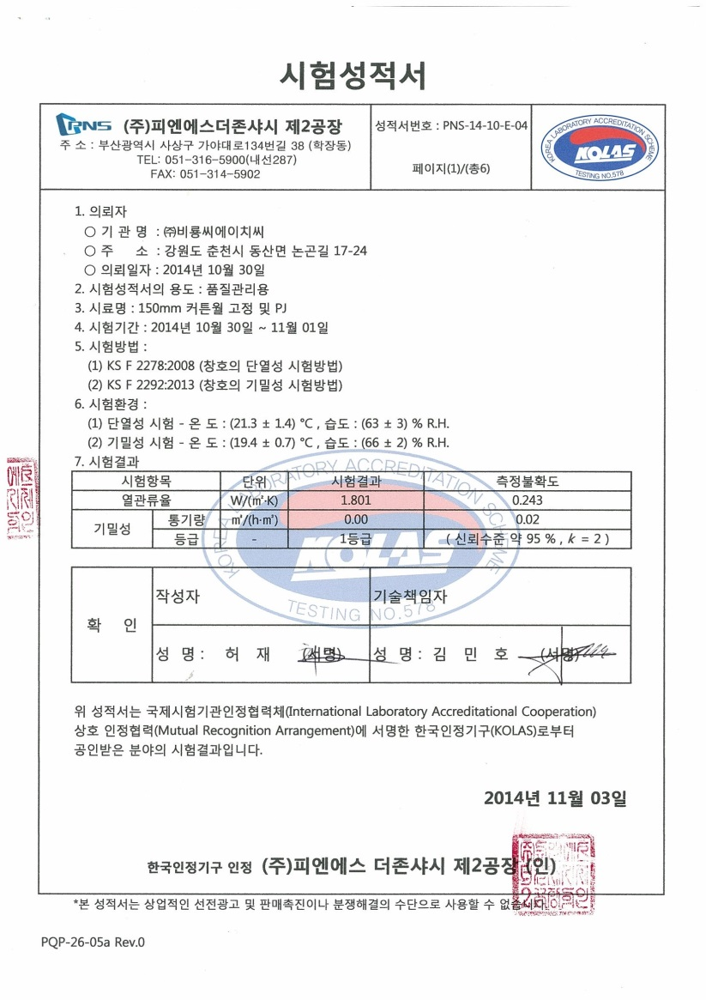 시험성적서
PNS (주)피엔에스더존샤시 제2공장
주 소 : 부산광역시 사상구 가야대로134번길 38 (학장동)
TEL: 051-316-5900(내선287)
FAX: 051-314-5902
성적서번호 : PNS-14-10-E-04
페이지(1)/(총6)
KOREA LABORATORY ACCREDITATION SCHEME
KOLAS
TESTING NO.578
1. 의뢰자
○ 기 관 명 : ㈜비룡씨에이치씨
○ 주 소 : 강원도 춘천시 동산면 논골길 17-24
○ 의뢰일자 : 2014년 10월 30일
2. 시험성적서의 용도 : 품질관리용
3. 시료명 : 150mm 커튼월 고정 및 PJ
4. 시험기간 : 2014년 10월 30일 ~ 11월 01일
5. 시험방법 :
(1) KS F 2278:2008 (창호의 단열성 시험방법)
(2) KS F 2292:2013 (창호의 기밀성 시험방법)
6. 시험환경 :
(1) 단열성 시험 - 온 도 : (21.3 ± 1.4) ℃ , 습도 : (63 ± 3) % R.H.
(2) 기밀성 시험 - 온 도 : (19.4 ± 0.7) ℃ , 습도 : (66 ± 2) % R.H.
7. 시험결과
시험항목 단위 시험결과 측정불확도
열관류율 W/(㎡·K) 1.801 0.243
기밀성 통기량 ㎥/(h·㎡) 0.00 0.02
등급 - 1등급 ( 신뢰수준 약 95 % , k = 2 )
KOREA LABORATORY ACCREDITATION SCHEME
KOLAS
TESTING NO.578
확 인
작성자 기술책임자
성 명 : 허 재 (서명) 성 명 : 김 민 호 (서명)
위 성적서는 국제시험기관인정협력체(International Laboratory Accreditational Cooperation)
상호 인정협력(Mutual Recognition Arrangement)에 서명한 한국인정기구(KOLAS)로부터
공인받은 분야의 시험결과입니다.
2014년 11월 03일
한국인정기구 인정 (주)피엔에스 더존샤시 제2공장 (인)
*본 성적서는 상업적인 선전광고 및 판매촉진이나 분쟁해결의 수단으로 사용할 수 없습니다.
PQP-26-05a Rev.0